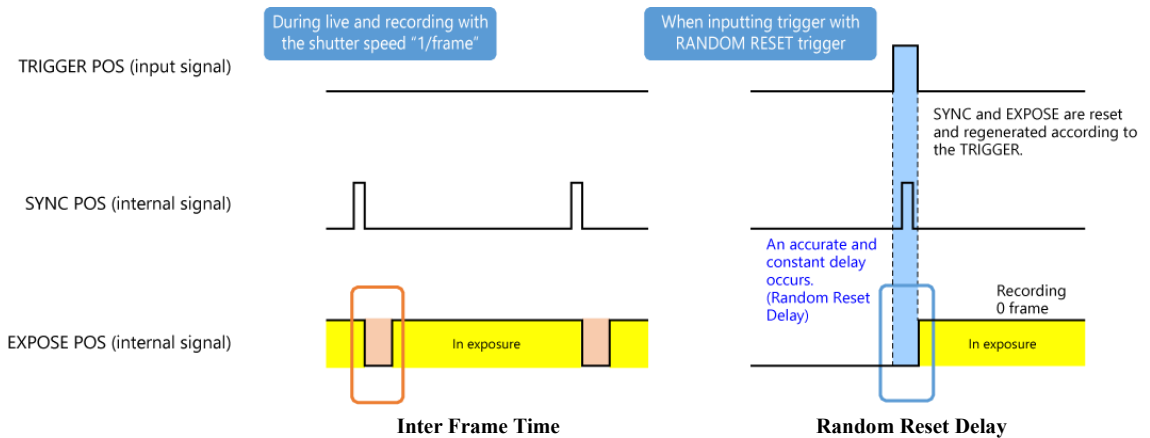 During live and recording with
the shutter speed “1/frame”
When inputting trigger with
RANDOM RESET trigger
TRIGGER POS (input signal)
SYNC and EXPOSE are reset
and regenerated according to
the TRIGGER.
SYNC POS (internal signal)
An accurate and
constant delay
occurs.
(Random Reset
Delay)
Recording
0 frame
EXPOSE POS (internal signal)
In exposure
In exposure
Inter Frame Time
Random Reset Delay